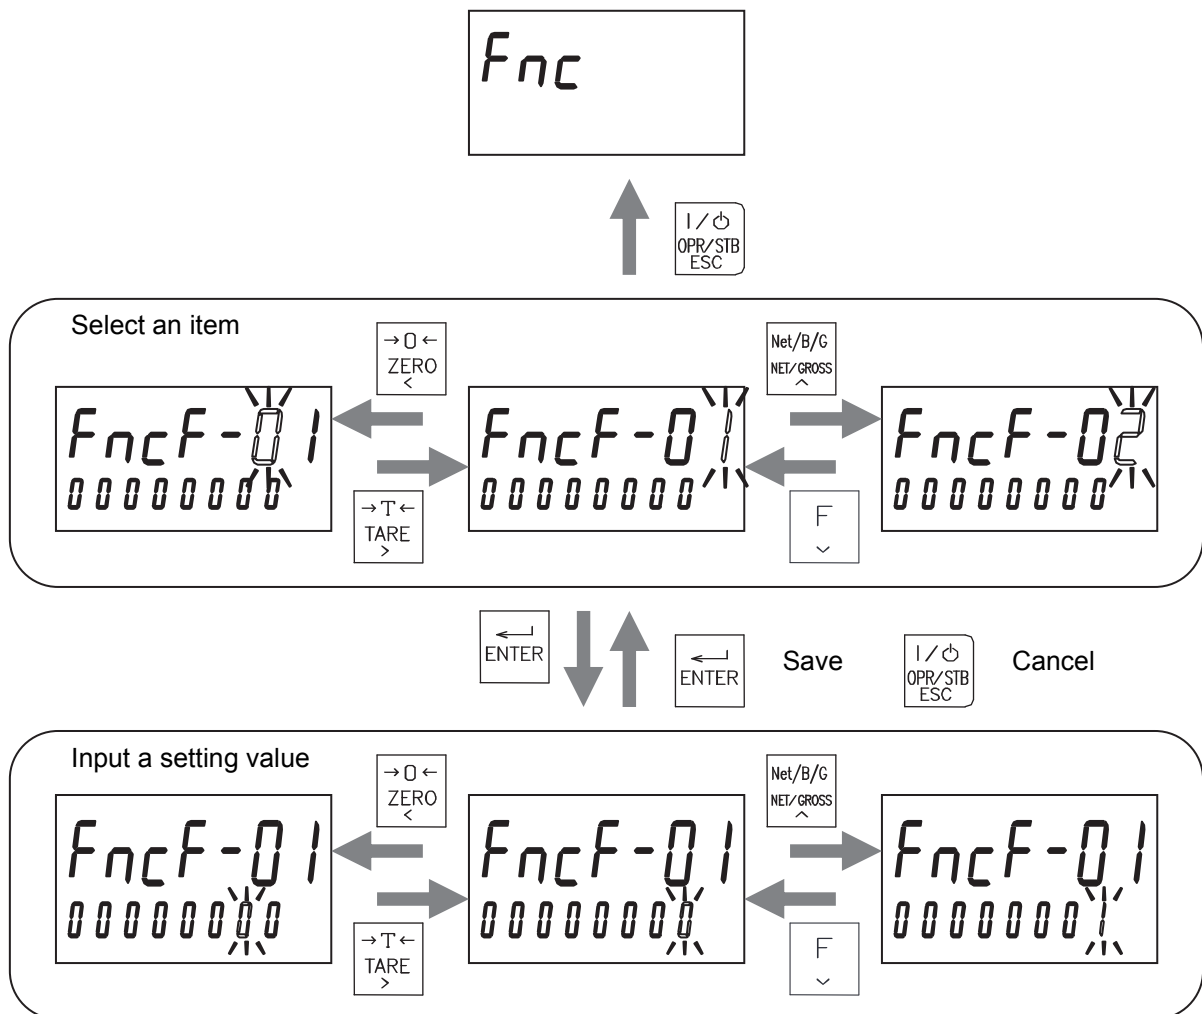 Fnc
I/⏻
OPR/STB
ESC
Select an item
→0←
ZERO
<
Net/B/G
NET/GROSS
^
FncF-01
00000000
FncF-01
00000000
FncF-02
00000000
→T←
TARE
>
F
⌵
ENTER
ENTER
Save
I/⏻
OPR/STB
ESC
Cancel
Input a setting value
→0←
ZERO
<
Net/B/G
NET/GROSS
^
FncF-01
00000000
FncF-01
00000000
FncF-01
00000001
→T←
TARE
>
F
⌵